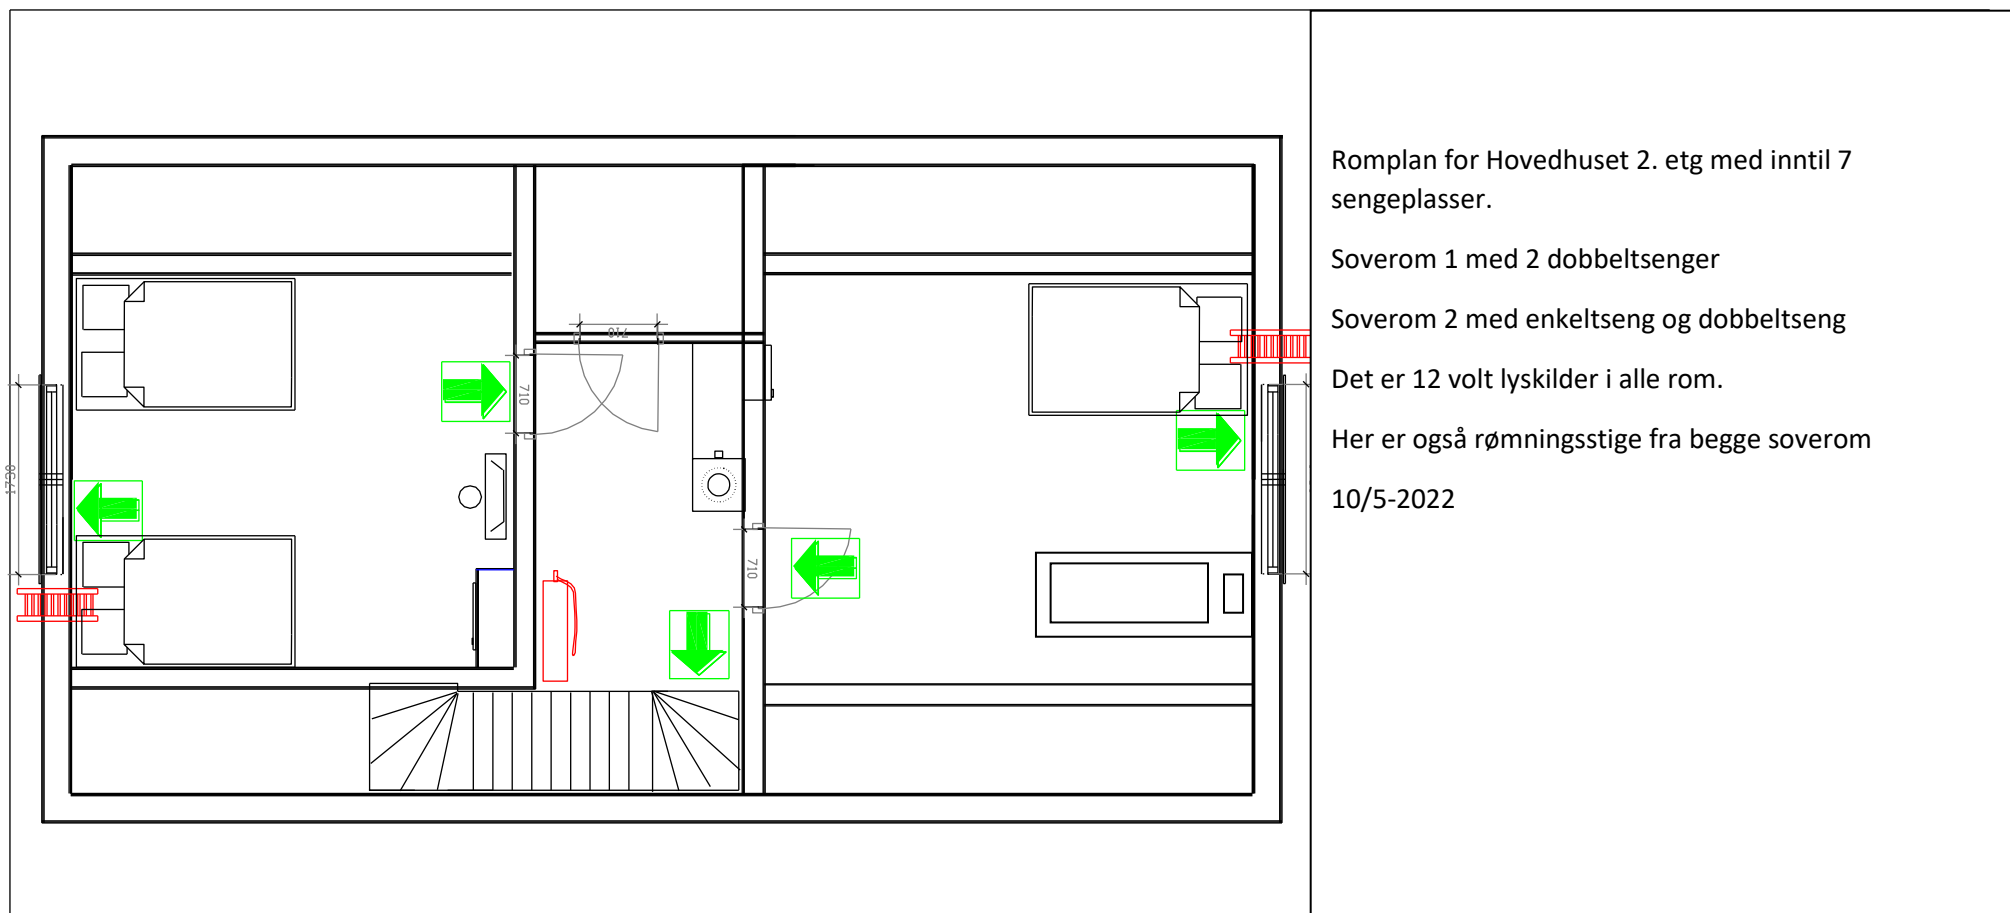 Romplan for Hovedhuset 2. etg med inntil 7
sengeplasser.
Soverom 1 med 2 dobbeltsenger
Soverom 2 med enkeltseng og dobbeltseng
Det er 12 volt lyskilder i alle rom.
Her er også rømningsstige fra begge soverom
10/5-2022
710
710
710
1730